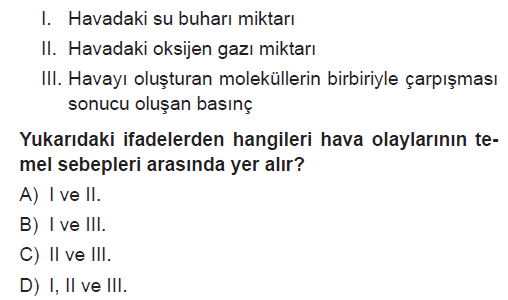 I. Havadaki su buharı miktarı
II. Havadaki oksijen gazı miktarı
III. Havayı oluşturan moleküllerin birbiriyle çarpışması
sonucu oluşan basınç
Yukarıdaki ifadelerden hangileri hava olaylarının te-
mel sebepleri arasında yer alır?
A) I ve II.
B) I ve III.
C) II ve III.
D) I, II ve III.